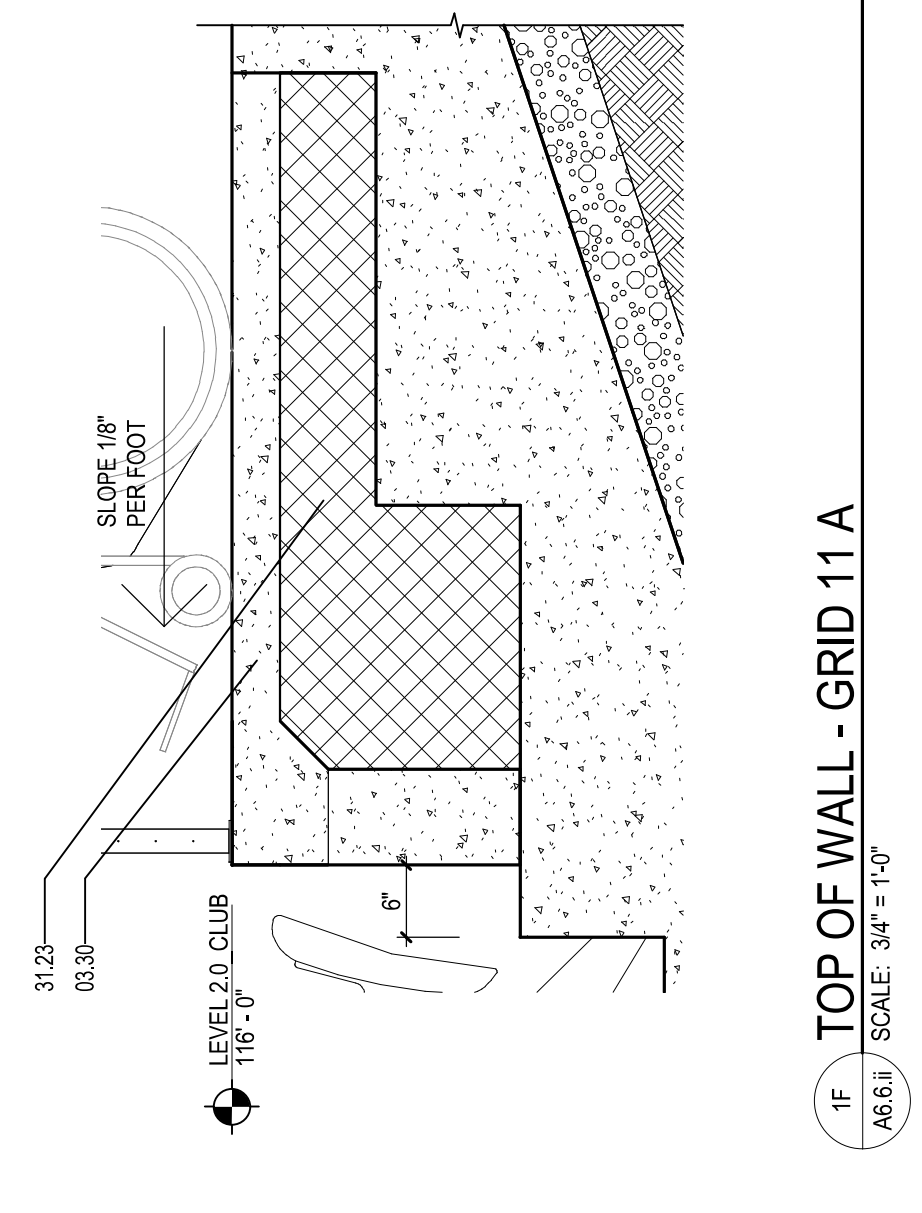 SLOPE 1/8"
PER FOOT
31.23
03.30
LEVEL 2.0 CLUB
116' - 0"
6"
1F
A6.6.ii
TOP OF WALL - GRID 11 A
SCALE: 3/4" = 1'-0"